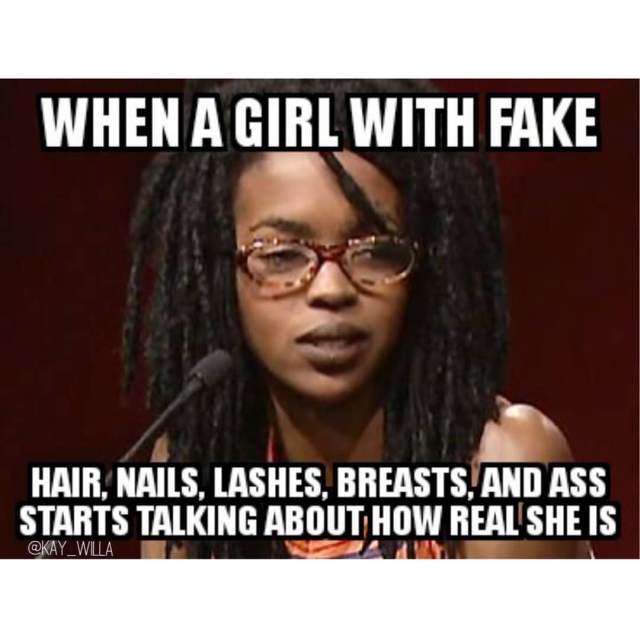 WHEN A GIRL WITH FAKE
HAIR, NAILS, LASHES, BREASTS, AND ASS
STARTS TALKING ABOUT HOW REAL SHE IS
@KAY_WILLA